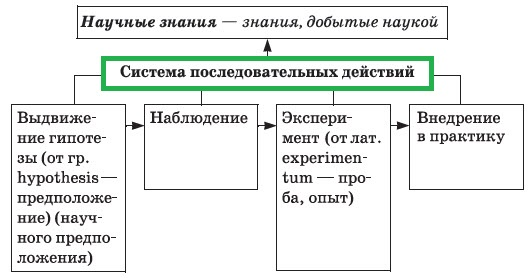 Научные знания — знания, добытые наукой
Система последовательных действий
Выдвиже-
ние гипоте-
зы (от гр.
hypothesis —
предположе-
ние) (науч-
ного предпо-
ложения)
Наблюдение
Экспери-
мент (от лат.
experimen-
tum — про-
ба, опыт)
Внедрение
в практику